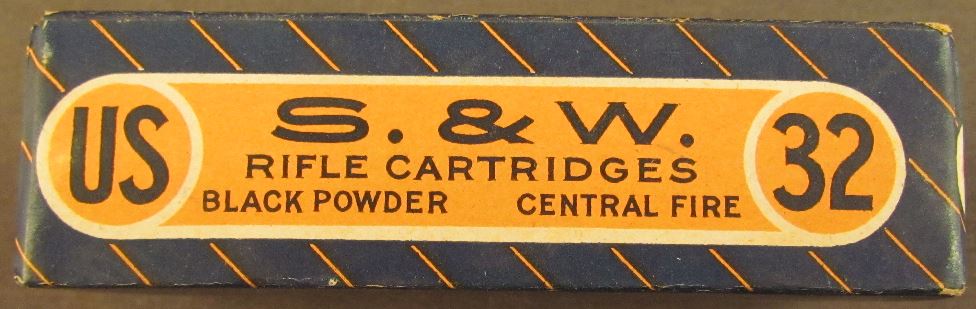 US
S. & W.
RIFLE CARTRIDGES
BLACK POWDER CENTRAL FIRE
32